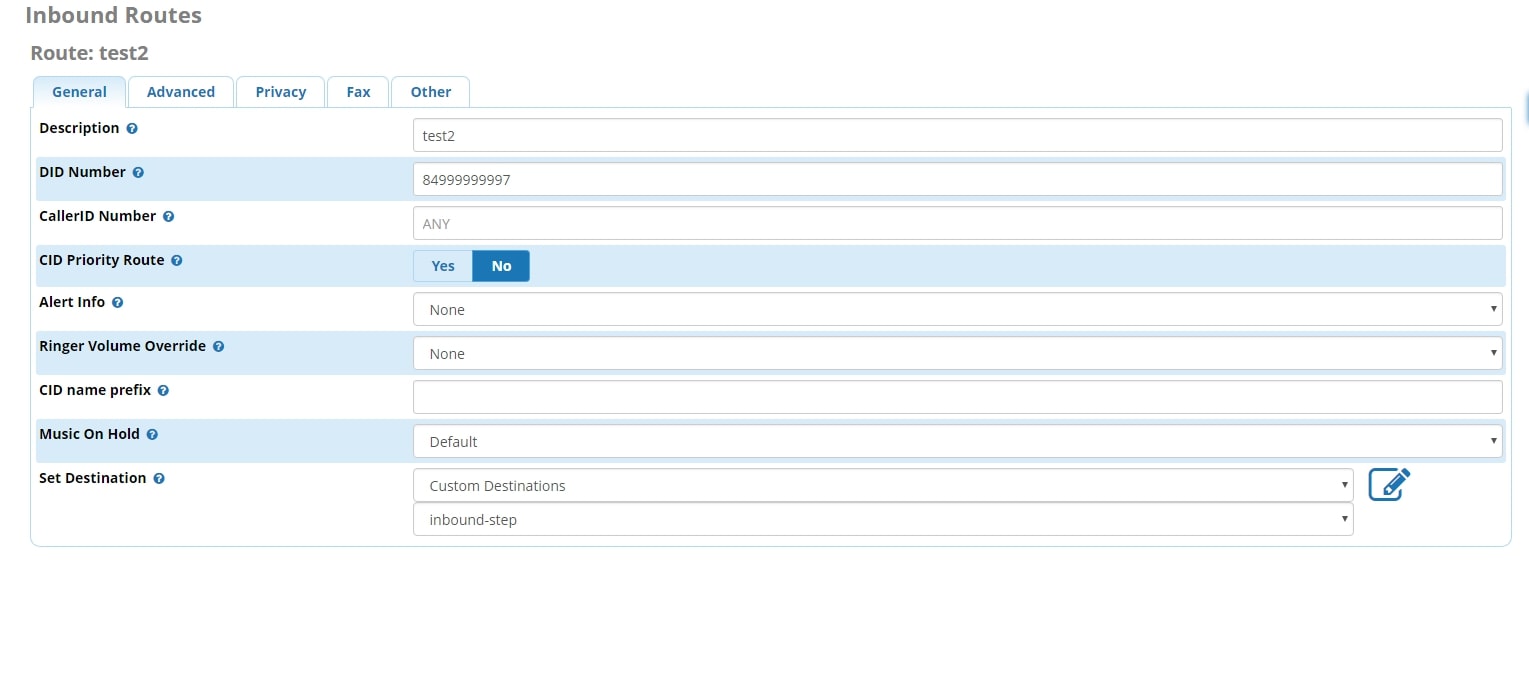 Inbound Routes
Route: test2
General Advanced Privacy Fax Other
Description
test2
DID Number
84999999997
CallerID Number
ANY
CID Priority Route
Yes No
Alert Info
None
Ringer Volume Override
None
CID name prefix
Music On Hold
Default
Set Destination
Custom Destinations
inbound-step